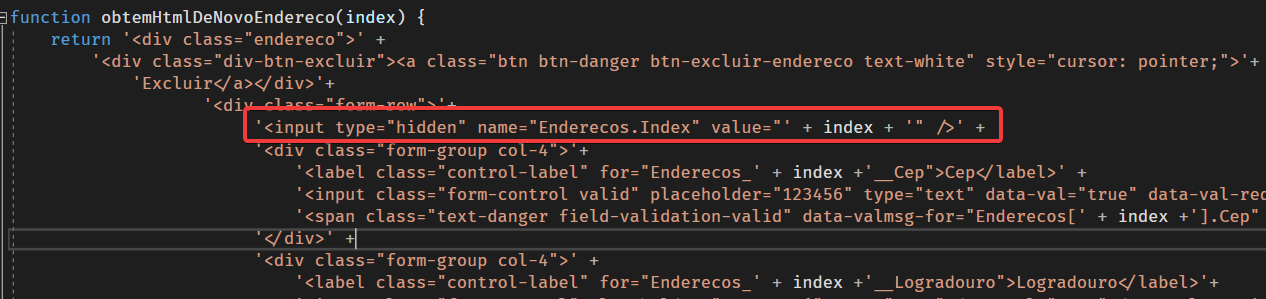 function obtemHtmlDeNovoEndereco(index) {
return '<div class="endereco">' +
'<div class="div-btn-excluir"><a class="btn btn-danger btn-excluir-endereco text-white" style="cursor: pointer;">'+
'Excluir</a></div>'+
'<div class="form-row">'+
'<input type="hidden" name="Enderecos.Index" value="' + index + '" />' +
'<div class="form-group col-4">'+
'<label class="control-label" for="Enderecos_' + index +'__Cep">Cep</label>' +
'<input class="form-control valid" placeholder="123456" type="text" data-val="true" data-val-req
'<span class="text-danger field-validation-valid" data-valmsg-for="Enderecos[' + index +'].Cep"
'</div>' +
'<div class="form-group col-4">' +
'<label class="control-label" for="Enderecos_' + index +'__Logradouro">Logradouro</label>'+